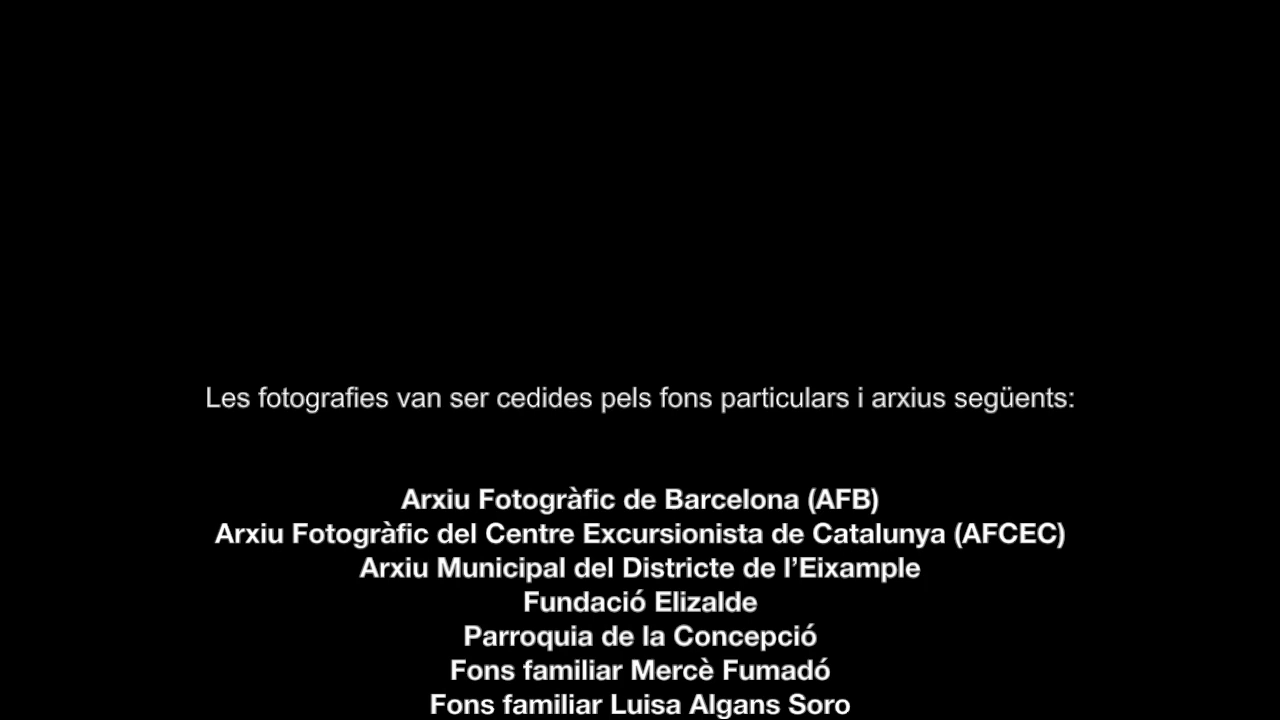 Les fotografies van ser cedides pels fons particulars i arxius següents:
Arxiu Fotogràfic de Barcelona (AFB)
Arxiu Fotogràfic del Centre Excursionista de Catalunya (AFCEC)
Arxiu Municipal del Districte de l’Eixample
Fundació Elizalde
Parroquia de la Concepció
Fons familiar Mercè Fumadó
Fons familiar Luisa Algans Soro